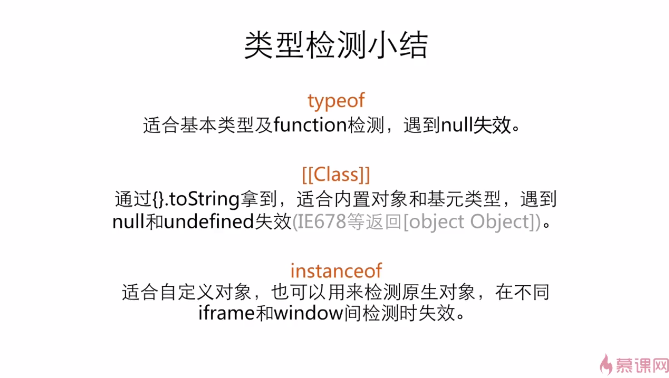 类型检测小结
typeof
适合基本类型及function检测，遇到null失效。
[[Class]]
通过{}.toString拿到，适合内置对象和基元类型，遇到
null和undefined失效(IE678等返回[object Object])。
instanceof
适合自定义对象，也可以用来检测原生对象，在不同
iframe和window间检测时失效。
慕课网